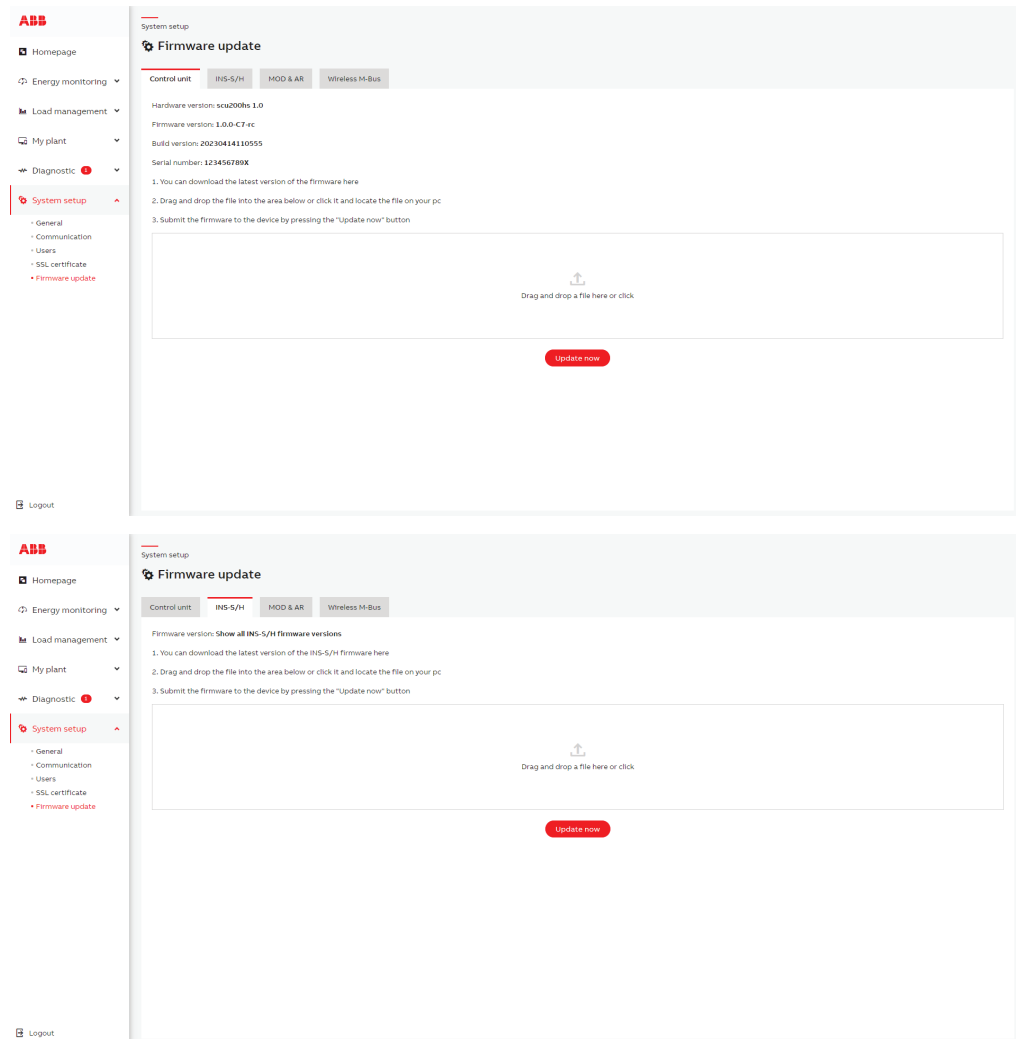 ABB
Homepage
Energy monitoring
Load management
My plant
Diagnostic 1
System setup
General
Communication
Users
SSL certificate
Firmware update
Logout
System setup
Firmware update
Control unit INS-S/H MOD & AR Wireless M-Bus
Hardware version: scu200hs 1.0
Firmware version: 1.0.0-C7-rc
Build version: 20230414110555
Serial number: 123456789X
1. You can download the latest version of the firmware here
2. Drag and drop the file into the area below or click it and locate the file on your pc
3. Submit the firmware to the device by pressing the "Update now" button
Drag and drop a file here or click
Update now
ABB
Homepage
Energy monitoring
Load management
My plant
Diagnostic 1
System setup
General
Communication
Users
SSL certificate
Firmware update
Logout
System setup
Firmware update
Control unit INS-S/H MOD & AR Wireless M-Bus
Firmware version: Show all INS-S/H firmware versions
1. You can download the latest version of the INS-S/H firmware here
2. Drag and drop the file into the area below or click it and locate the file on your pc
3. Submit the firmware to the device by pressing the "Update now" button
Drag and drop a file here or click
Update now